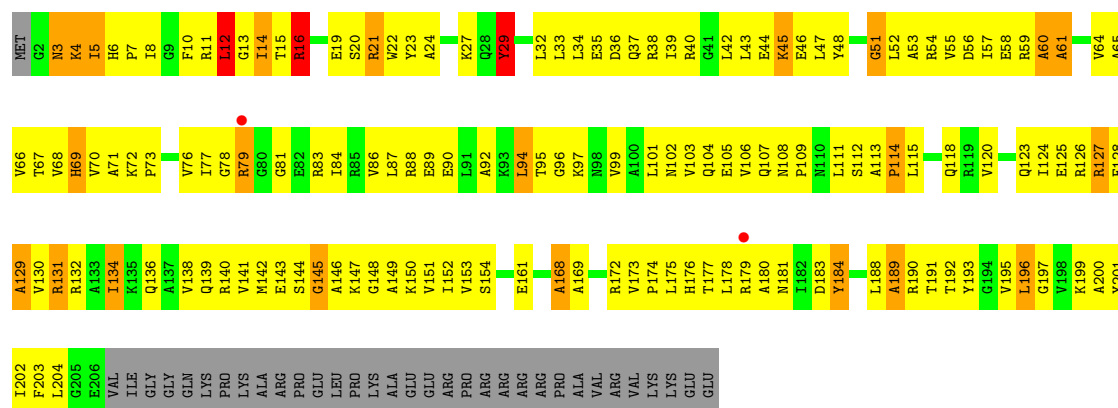 MET G2 N3 K4 I5 H6 P7 I8 G9 F10 R11 L12 G13 I14 T15 R16 E19 S20 R21 W22 Y23 A24 K27 Q28 Y29 L32 L33 L34 E35 D36 Q37 R38 I39 R40 G41 L42 L43 E44 K45 E46 L47 Y48 G51 L52 A53 R54 V55 D56 I57 E58 R59 A60 A61 V64 A65
V66 T67 V68 H69 V70 A71 K72 P73 V76 I77 G78 R79 G80 G81 E82 R83 I84 R85 V86 L87 R88 E89 E90 L91 A92 K93 L94 T95 G96 K97 N98 V99 A100 L101 N102 V103 Q104 E105 V106 Q107 N108 P109 N110 L111 S112 A113 P114 L115 Q118 R119 V120 Q123 I124 E125 R126 R127 F128
A129 V130 R131 R132 A133 I134 K135 Q136 A137 V138 Q139 R140 V141 M142 E143 S144 G145 A146 K147 G148 A149 K150 V151 I152 V153 S154 E161 A168 A169 R172 V173 P174 L175 H176 T177 L178 R179 A180 N181 I182 D183 Y184 L188 A189 R190 T191 T192 Y193 G194 V195 L196 G197 V198 K199 A200 Y201
I202 F203 L204 G205 E206 VAL ILE GLY GLY GLN LYS PRO LYS ALA ARG PRO GLU LEU PRO LYS ALA GLU GLU ARG PRO ARG ARG ARG ARG PRO ALA VAL ARG VAL LYS LYS GLU GLU